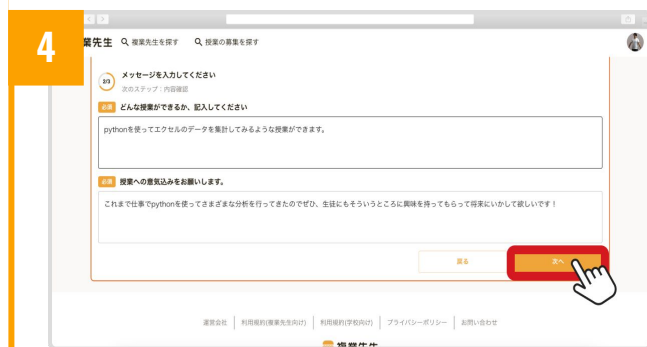 4
業先生 複業先生を探す 授業の募集を探す
2/3 メッセージを入力してください
次のステップ:内容確認
必須 どんな授業ができるか、記入してください
pythonを使ってエクセルのデータを集計してみるような授業ができます。
必須 授業への意気込みをお願いします。
これまで仕事でpythonを使ってさまざまな分析を行ってきたのでぜひ、生徒にもそういうところに興味を持ってもらって将来にいかして欲しいです!
戻る 次へ
運営会社 利用規約(複業先生向け) 利用規約(学校向け) プライバシーポリシー お問い合わせ
複業先生